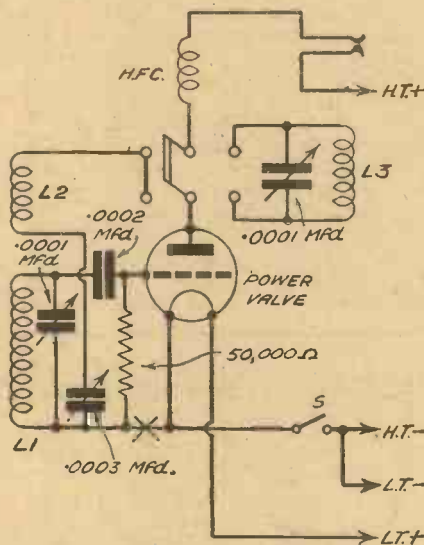 H.F.C.
H.T.+
L2
L3
.0002
Mfd.
.0001
Mfd.
.0001 Mfd
POWER
VALVE
50,000Ω
S
L1
.0003 Mfd.
H.T.-
L.T.-
L.T.+